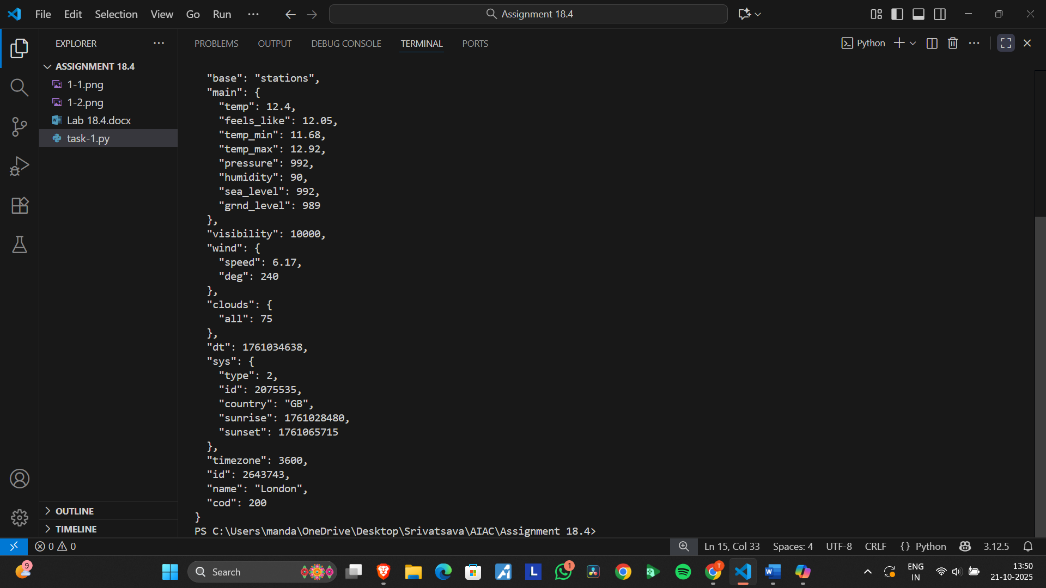 File Edit Selection View Go Run ··· Assignment 18.4
EXPLORER ···
ASSIGNMENT 18.4
1-1.png
1-2.png
Lab 18.4.docx
task-1.py
OUTLINE
TIMELINE
PROBLEMS OUTPUT DEBUG CONSOLE TERMINAL PORTS Python
"base": "stations",
"main": {
"temp": 12.4,
"feels_like": 12.05,
"temp_min": 11.68,
"temp_max": 12.92,
"pressure": 992,
"humidity": 90,
"sea_level": 992,
"grnd_level": 989
},
"visibility": 10000,
"wind": {
"speed": 6.17,
"deg": 240
},
"clouds": {
"all": 75
},
"dt": 1761034638,
"sys": {
"type": 2,
"id": 2075535,
"country": "GB",
"sunrise": 1761028480,
"sunset": 1761065715
},
"timezone": 3600,
"id": 2643743,
"name": "London",
"cod": 200
}
PS C:\Users\manda\OneDrive\Desktop\Srivatsava\AIAC\Assignment 18.4>
0 0 Ln 15, Col 33 Spaces: 4 UTF-8 CRLF {} Python 3.12.5
9 Search L 1 1 ENG IN 13:50
21-10-2025